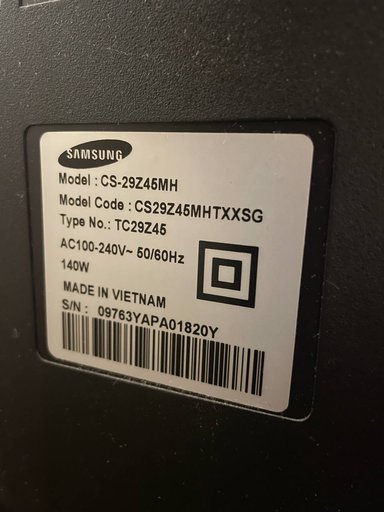 SAMSUNG
Model : CS-29Z45MH
Model Code : CS29Z45MHTXXSG
Type No.: TC29Z45
AC100-240V~ 50/60Hz
140W
MADE IN VIETNAM
S/N : 09763YAPA01820Y